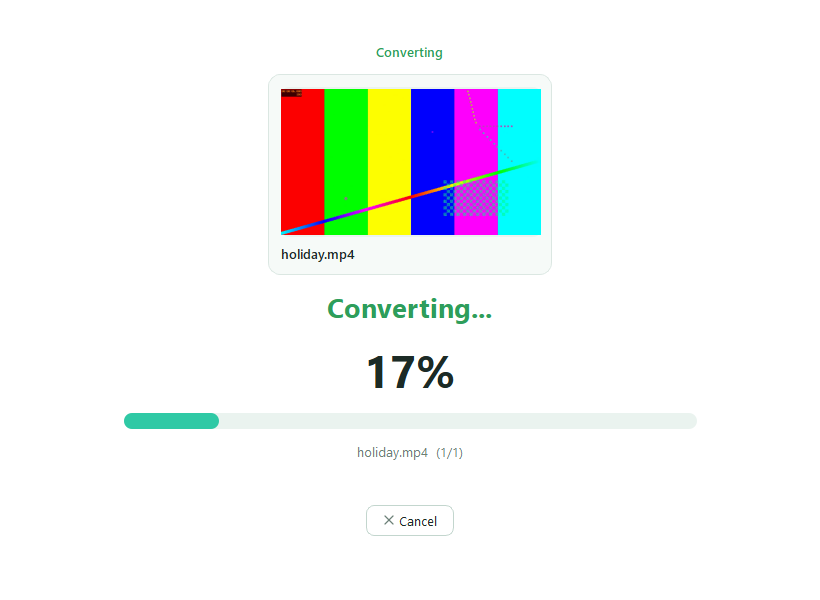 Converting
holiday.mp4
Converting...
17%
holiday.mp4 (1/1)
Cancel